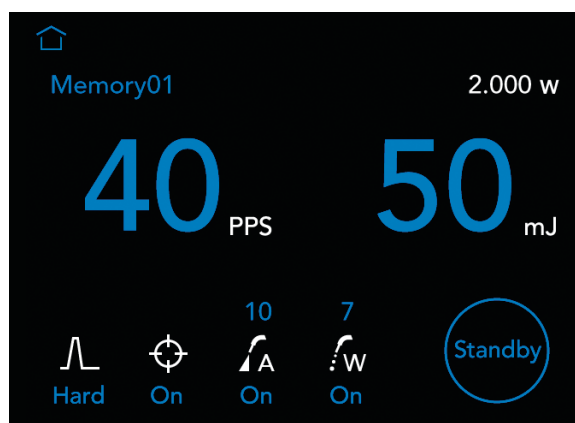 Memory01
2.000 w
40 PPS
50 mJ
10
7
A
W
Standby
Hard
On
On
On